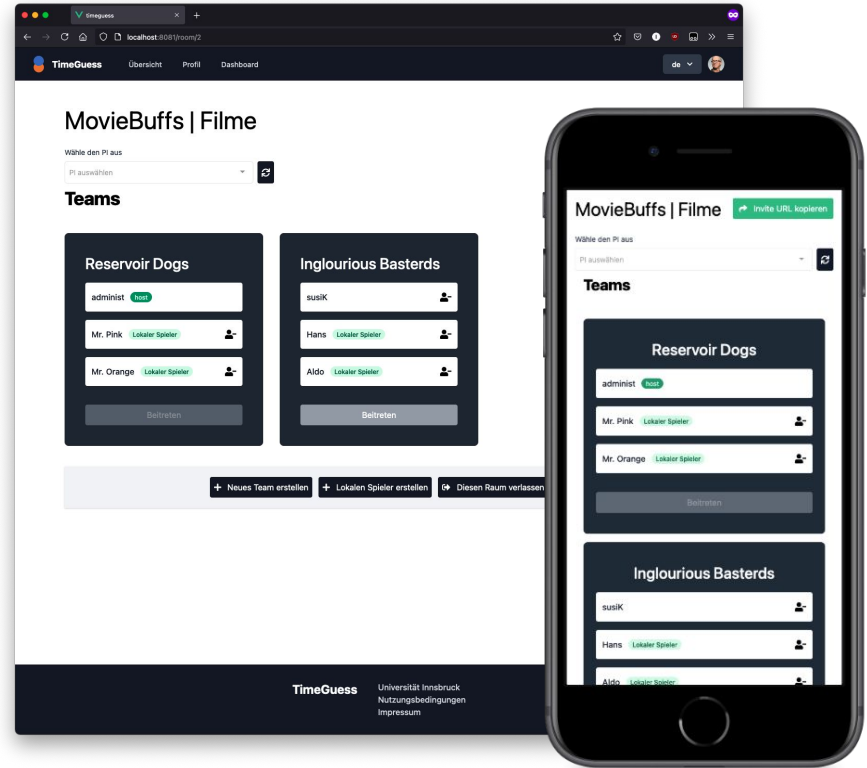 timeguess
localhost:8081/room/2
TimeGuess Übersicht Profil Dashboard de
MovieBuffs | Filme
Wähle den PI aus
PI auswählen
Teams
Reservoir Dogs
administ host
Mr. Pink Lokaler Spieler
Mr. Orange Lokaler Spieler
Beitreten
Inglourious Basterds
susiK
Hans Lokaler Spieler
Aldo Lokaler Spieler
Beitreten
Neues Team erstellen Lokalen Spieler erstellen Diesen Raum verlassen
TimeGuess
Universität Innsbruck
Nutzungsbedingungen
Impressum
MovieBuffs | Filme Invite URL kopieren
Wähle den PI aus
PI auswählen
Teams
Reservoir Dogs
administ host
Mr. Pink Lokaler Spieler
Mr. Orange Lokaler Spieler
Beitreten
Inglourious Basterds
susiK
Hans Lokaler Spieler
Aldo Lokaler Spieler